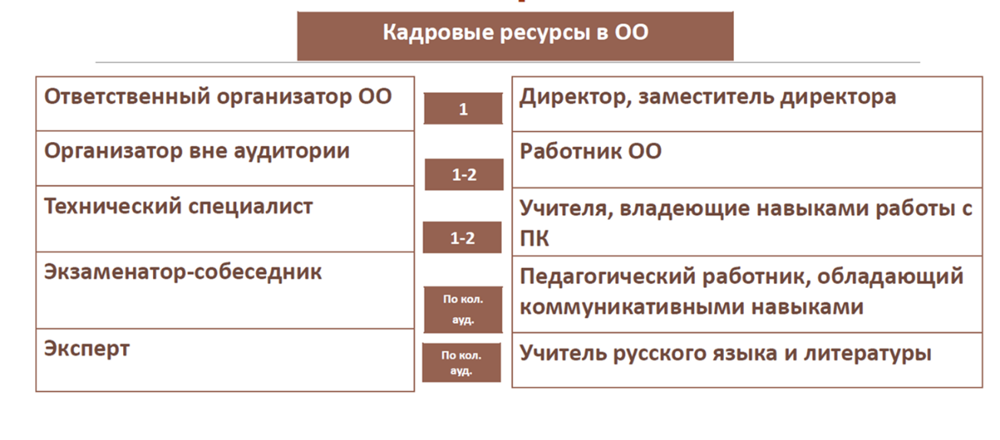 Кадровые ресурсы в ОО
Ответственный организатор ОО
1
Директор, заместитель директора
Организатор вне аудитории
1-2
Работник ОО
Технический специалист
1-2
Учителя, владеющие навыками работы с
ПК
Экзаменатор-собеседник
По кол.
ауд.
Педагогический работник, обладающий
коммуникативными навыками
Эксперт
По кол.
ауд.
Учитель русского языка и литературы